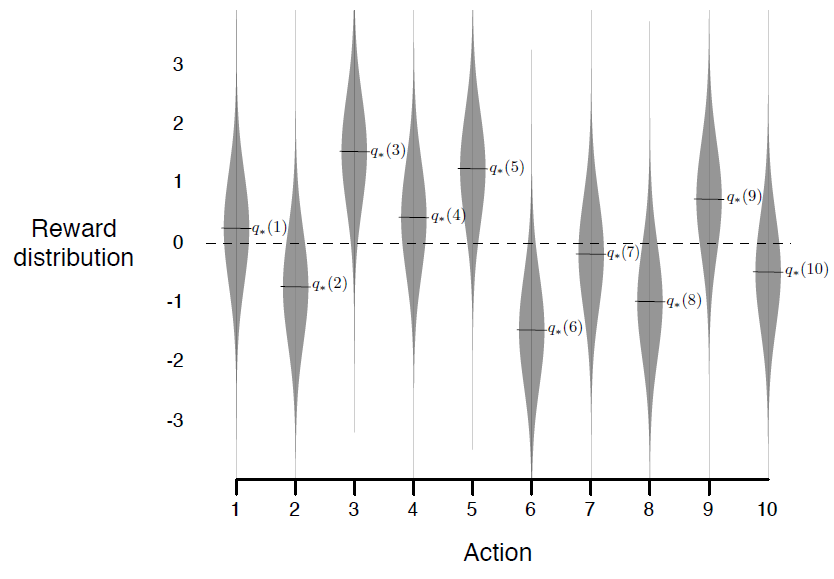 3
2
1
0
-1
-2
-3
Reward
distribution
q∗(1)
q∗(2)
q∗(3)
q∗(4)
q∗(5)
q∗(6)
q∗(7)
q∗(8)
q∗(9)
q∗(10)
1 2 3 4 5 6 7 8 9 10
Action